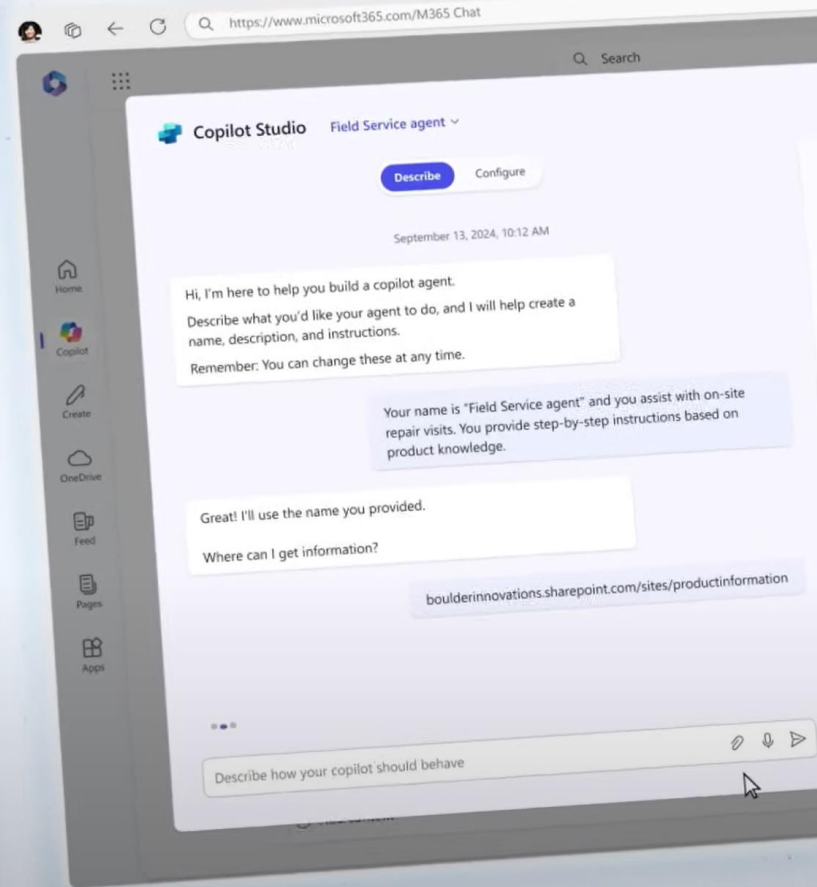 https://www.microsoft365.com/M365 Chat
Search
Copilot Studio
Field Service agent
Describe
Configure
September 13, 2024, 10:12 AM
Home
Copilot
Create
OneDrive
Feed
Pages
Apps
Hi, I'm here to help you build a copilot agent.
Describe what you'd like your agent to do, and I will help create a
name, description, and instructions.
Remember: You can change these at any time.
Your name is "Field Service agent" and you assist with on-site
repair visits. You provide step-by-step instructions based on
product knowledge.
Great! I'll use the name you provided.
Where can I get information?
boulderinnovations.sharepoint.com/sites/productinformation
Describe how your copilot should behave